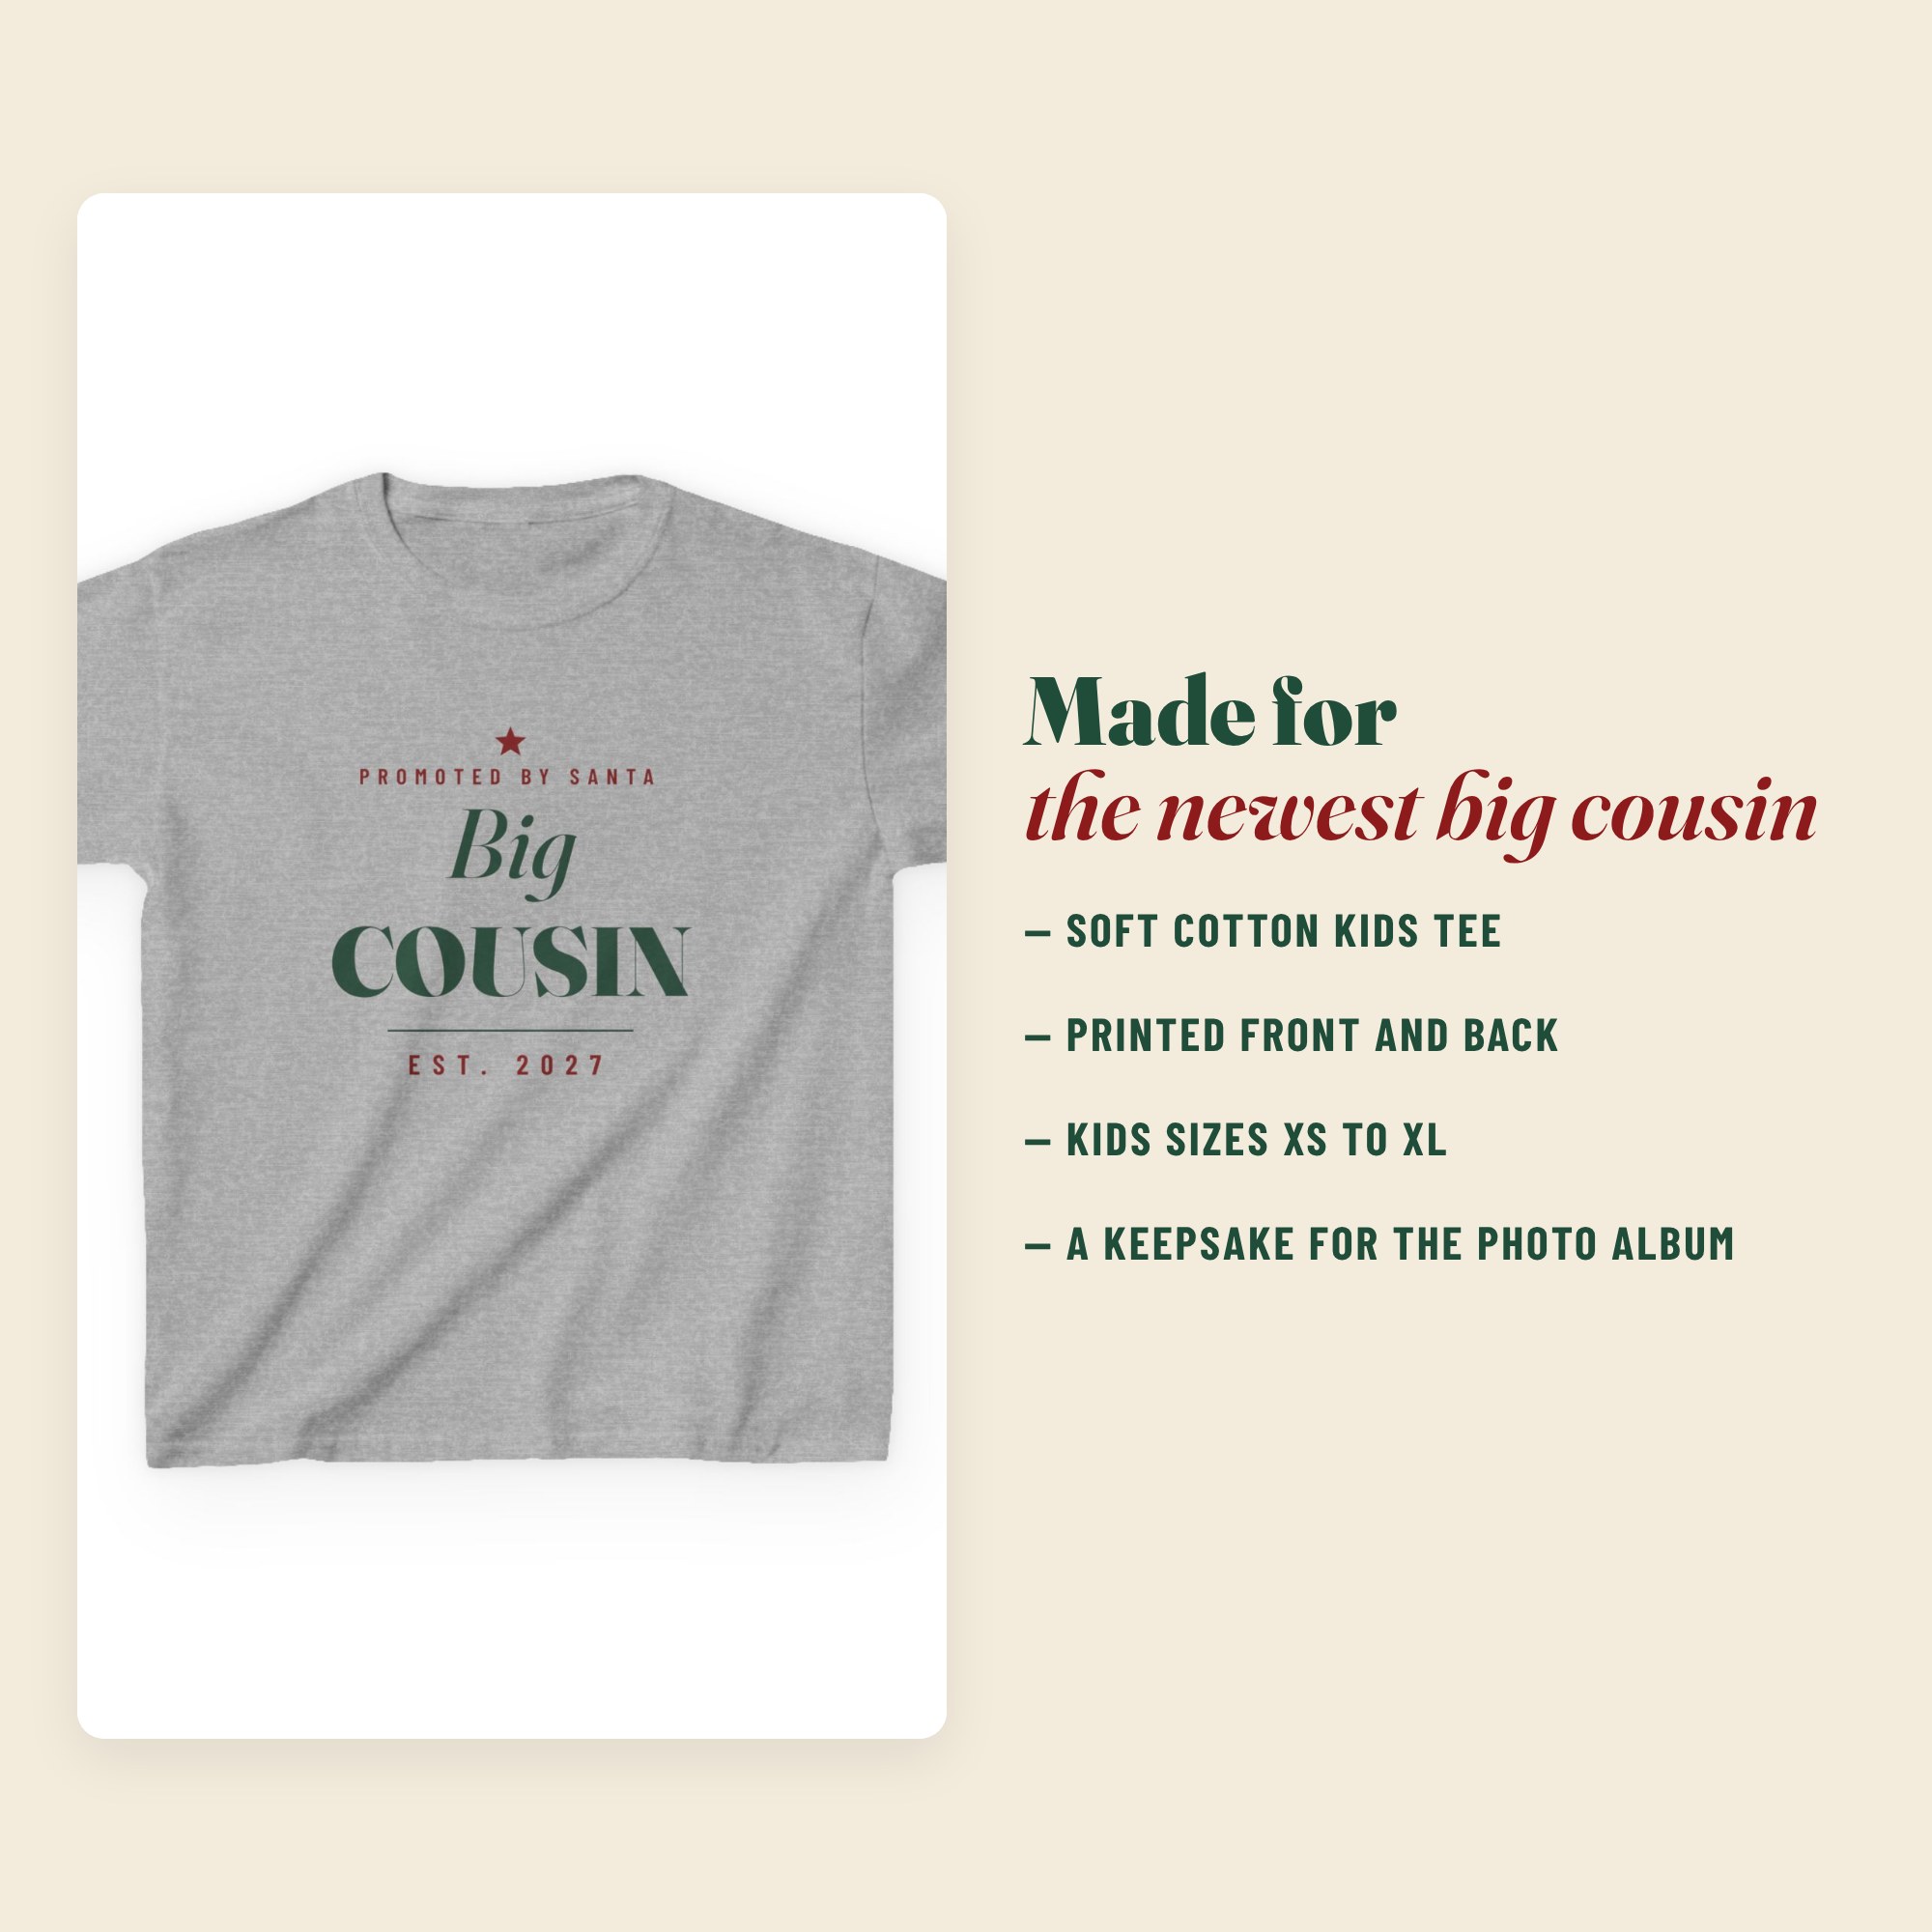 PROMOTED BY SANTA
Big
COUSIN
EST. 2027
Made for
the newest big cousin
– SOFT COTTON KIDS TEE
– PRINTED FRONT AND BACK
– KIDS SIZES XS TO XL
– A KEEPSAKE FOR THE PHOTO ALBUM